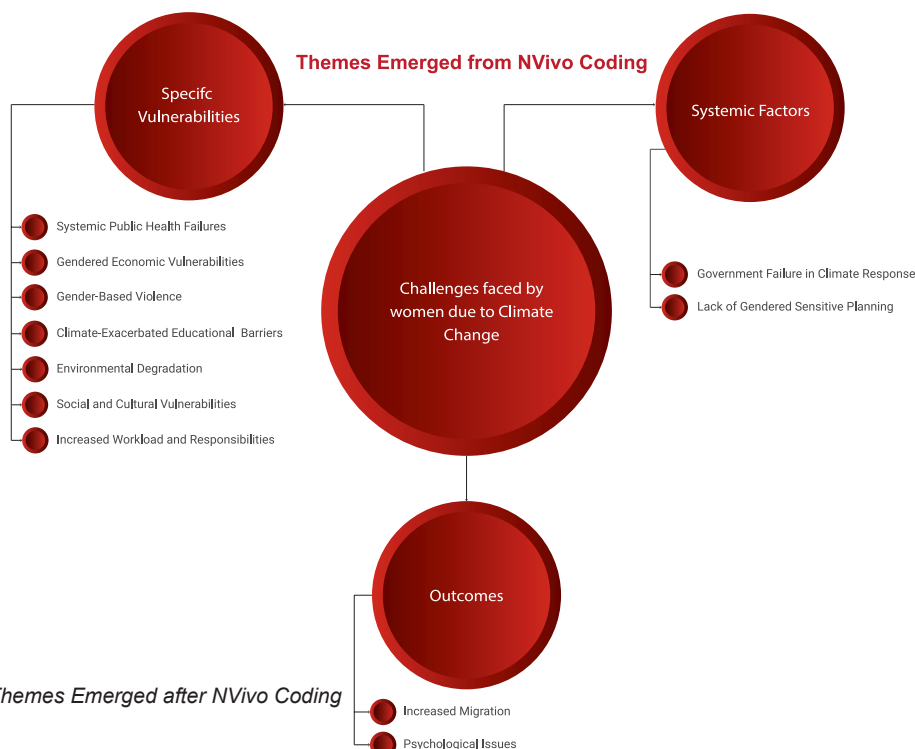 Themes Emerged from NVivo Coding
Specifc
Vulnerabilities
Systemic Factors
Systemic Public Health Failures
Gendered Economic Vulnerabilities
Gender-Based Violence
Climate-Exacerbated Educational Barriers
Environmental Degradation
Social and Cultural Vulnerabilities
Increased Workload and Responsibilities
Challenges faced by
women due to Climate
Change
Government Failure in Climate Response
Lack of Gendered Sensitive Planning
Outcomes
Themes Emerged after NVivo Coding
Increased Migration
Psychological Issues